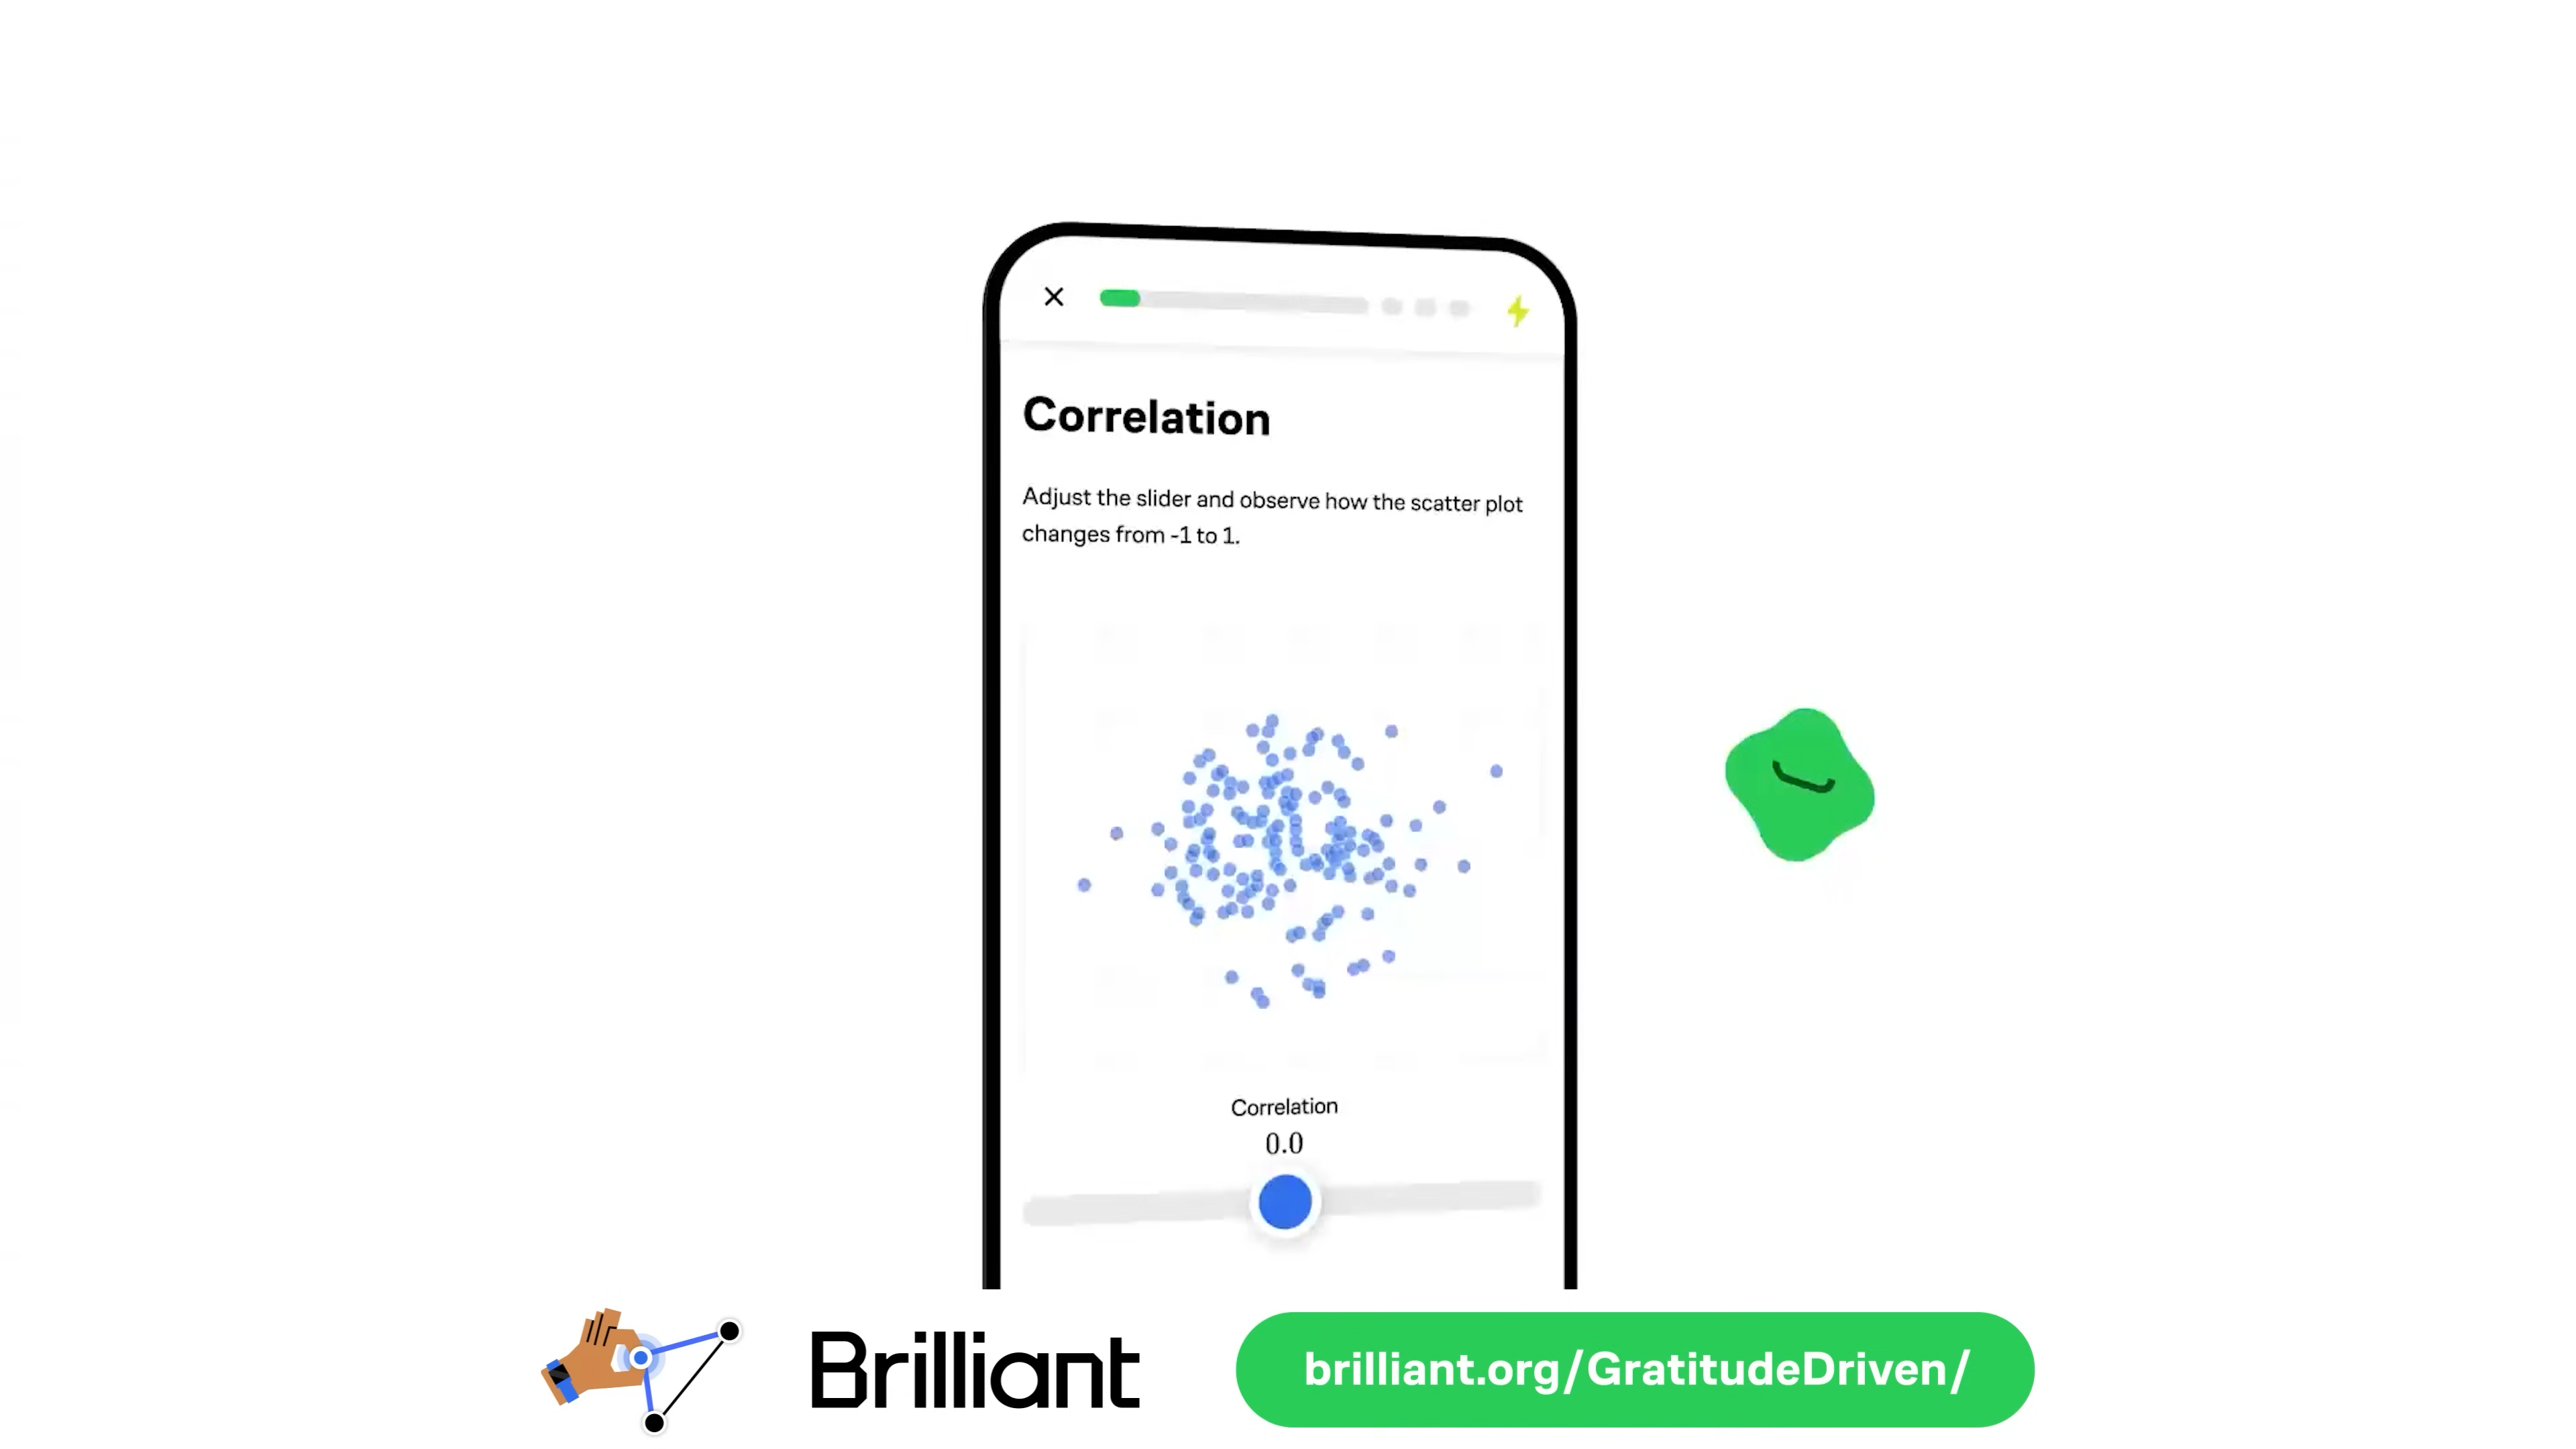 Correlation
Adjust the slider and observe how the scatter plot
changes from -1 to 1.
Correlation
0.0
Brilliant
brilliant.org/GratitudeDriven/